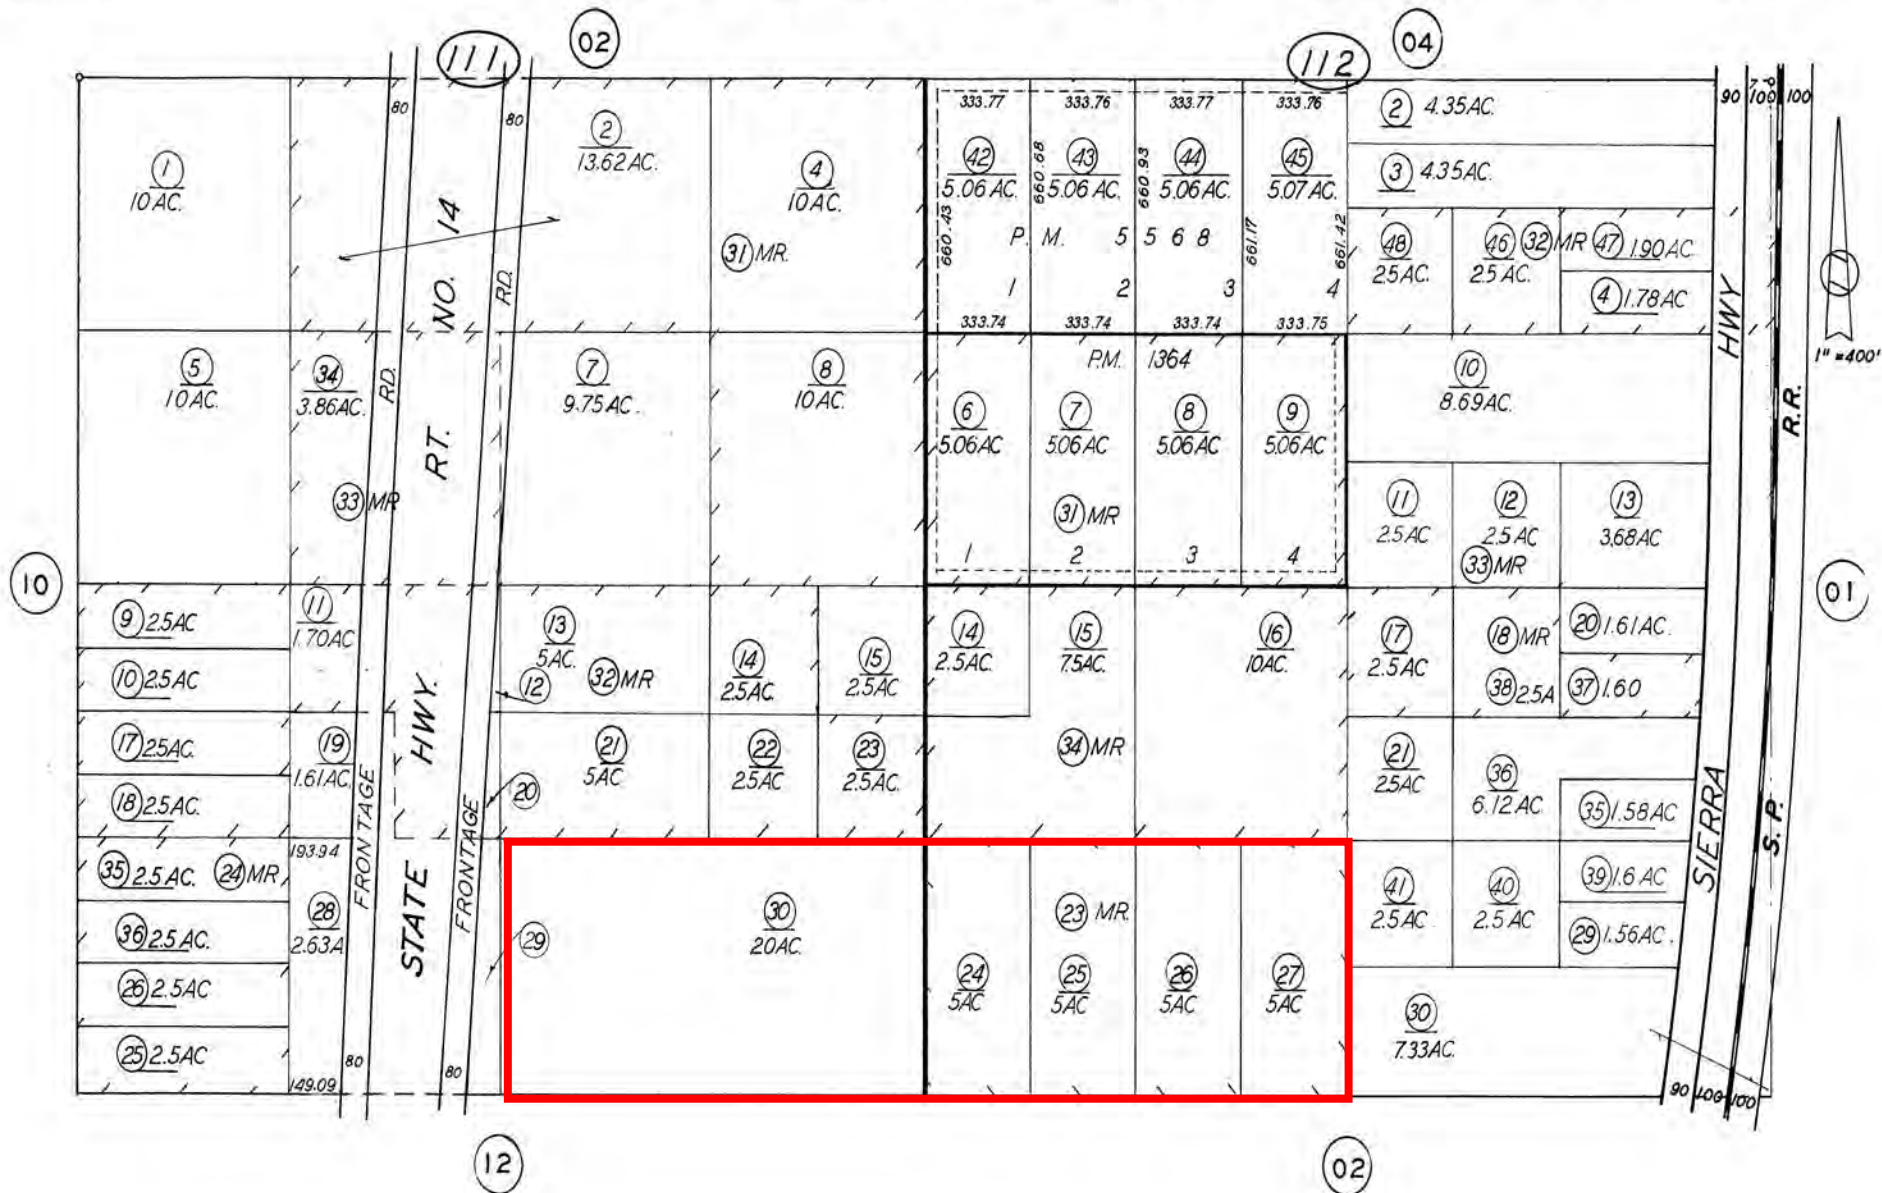 111
02
112
04
80
80
1
10 AC.
2
13.62 AC.
4
10 AC.
31 MR.
333.77
333.76
333.77
333.76
42
5.06 AC.
43
5.06 AC.
44
5.06 AC.
45
5.07 AC.
660.43
660.68
660.93
661.17
661.42
P. M. 5568
1
2
3
4
333.74
333.74
333.74
333.75
2 4.35 AC.
3 4.35 AC.
48
2.5 AC.
46
2.5 AC.
32 MR
47 1.90 AC.
4 1.78 AC
90
100
100
1" = 400'
5
10 AC.
34
3.86 AC.
33 MR
RD.
STATE HWY. RT. NO. 14
RD.
7
9.75 AC.
8
10 AC.
P.M. 1364
6
5.06 AC
7
5.06 AC
8
5.06 AC
9
5.06 AC
31 MR
1
2
3
4
10
8.69 AC.
11
2.5 AC
12
2.5 AC
33 MR
13
3.68 AC
SIERRA HWY
S. P. R.R.
10
01
9 2.5 AC
10 2.5 AC
11
1.70 AC
12
13
5 AC.
32 MR
14
2.5 AC.
15
2.5 AC
14
2.5 AC.
15
7.5 AC.
16
10 AC.
17
2.5 AC
18 MR
38 2.5 A
20 1.61 AC.
37 1.60
17 2.5 AC.
18 2.5 AC.
19
1.61 AC.
FRONTAGE
FRONTAGE
20
21
5 AC
22
2.5 AC
23
2.5 AC.
34 MR
21
2.5 AC
36
6.12 AC.
35 1.58 AC
35 2.5 AC.
24 MR
36 2.5 AC.
26 2.5 AC
25 2.5 AC
193.94
28
2.63 A
149.09
80
80
29
30
20 AC.
23 MR
24
5 AC
25
5 AC
26
5 AC
27
5 AC
41
2.5 AC
40
2.5 AC
39 1.6 AC
29 1.56 AC.
30
7.33 AC.
90
100
100
12
02